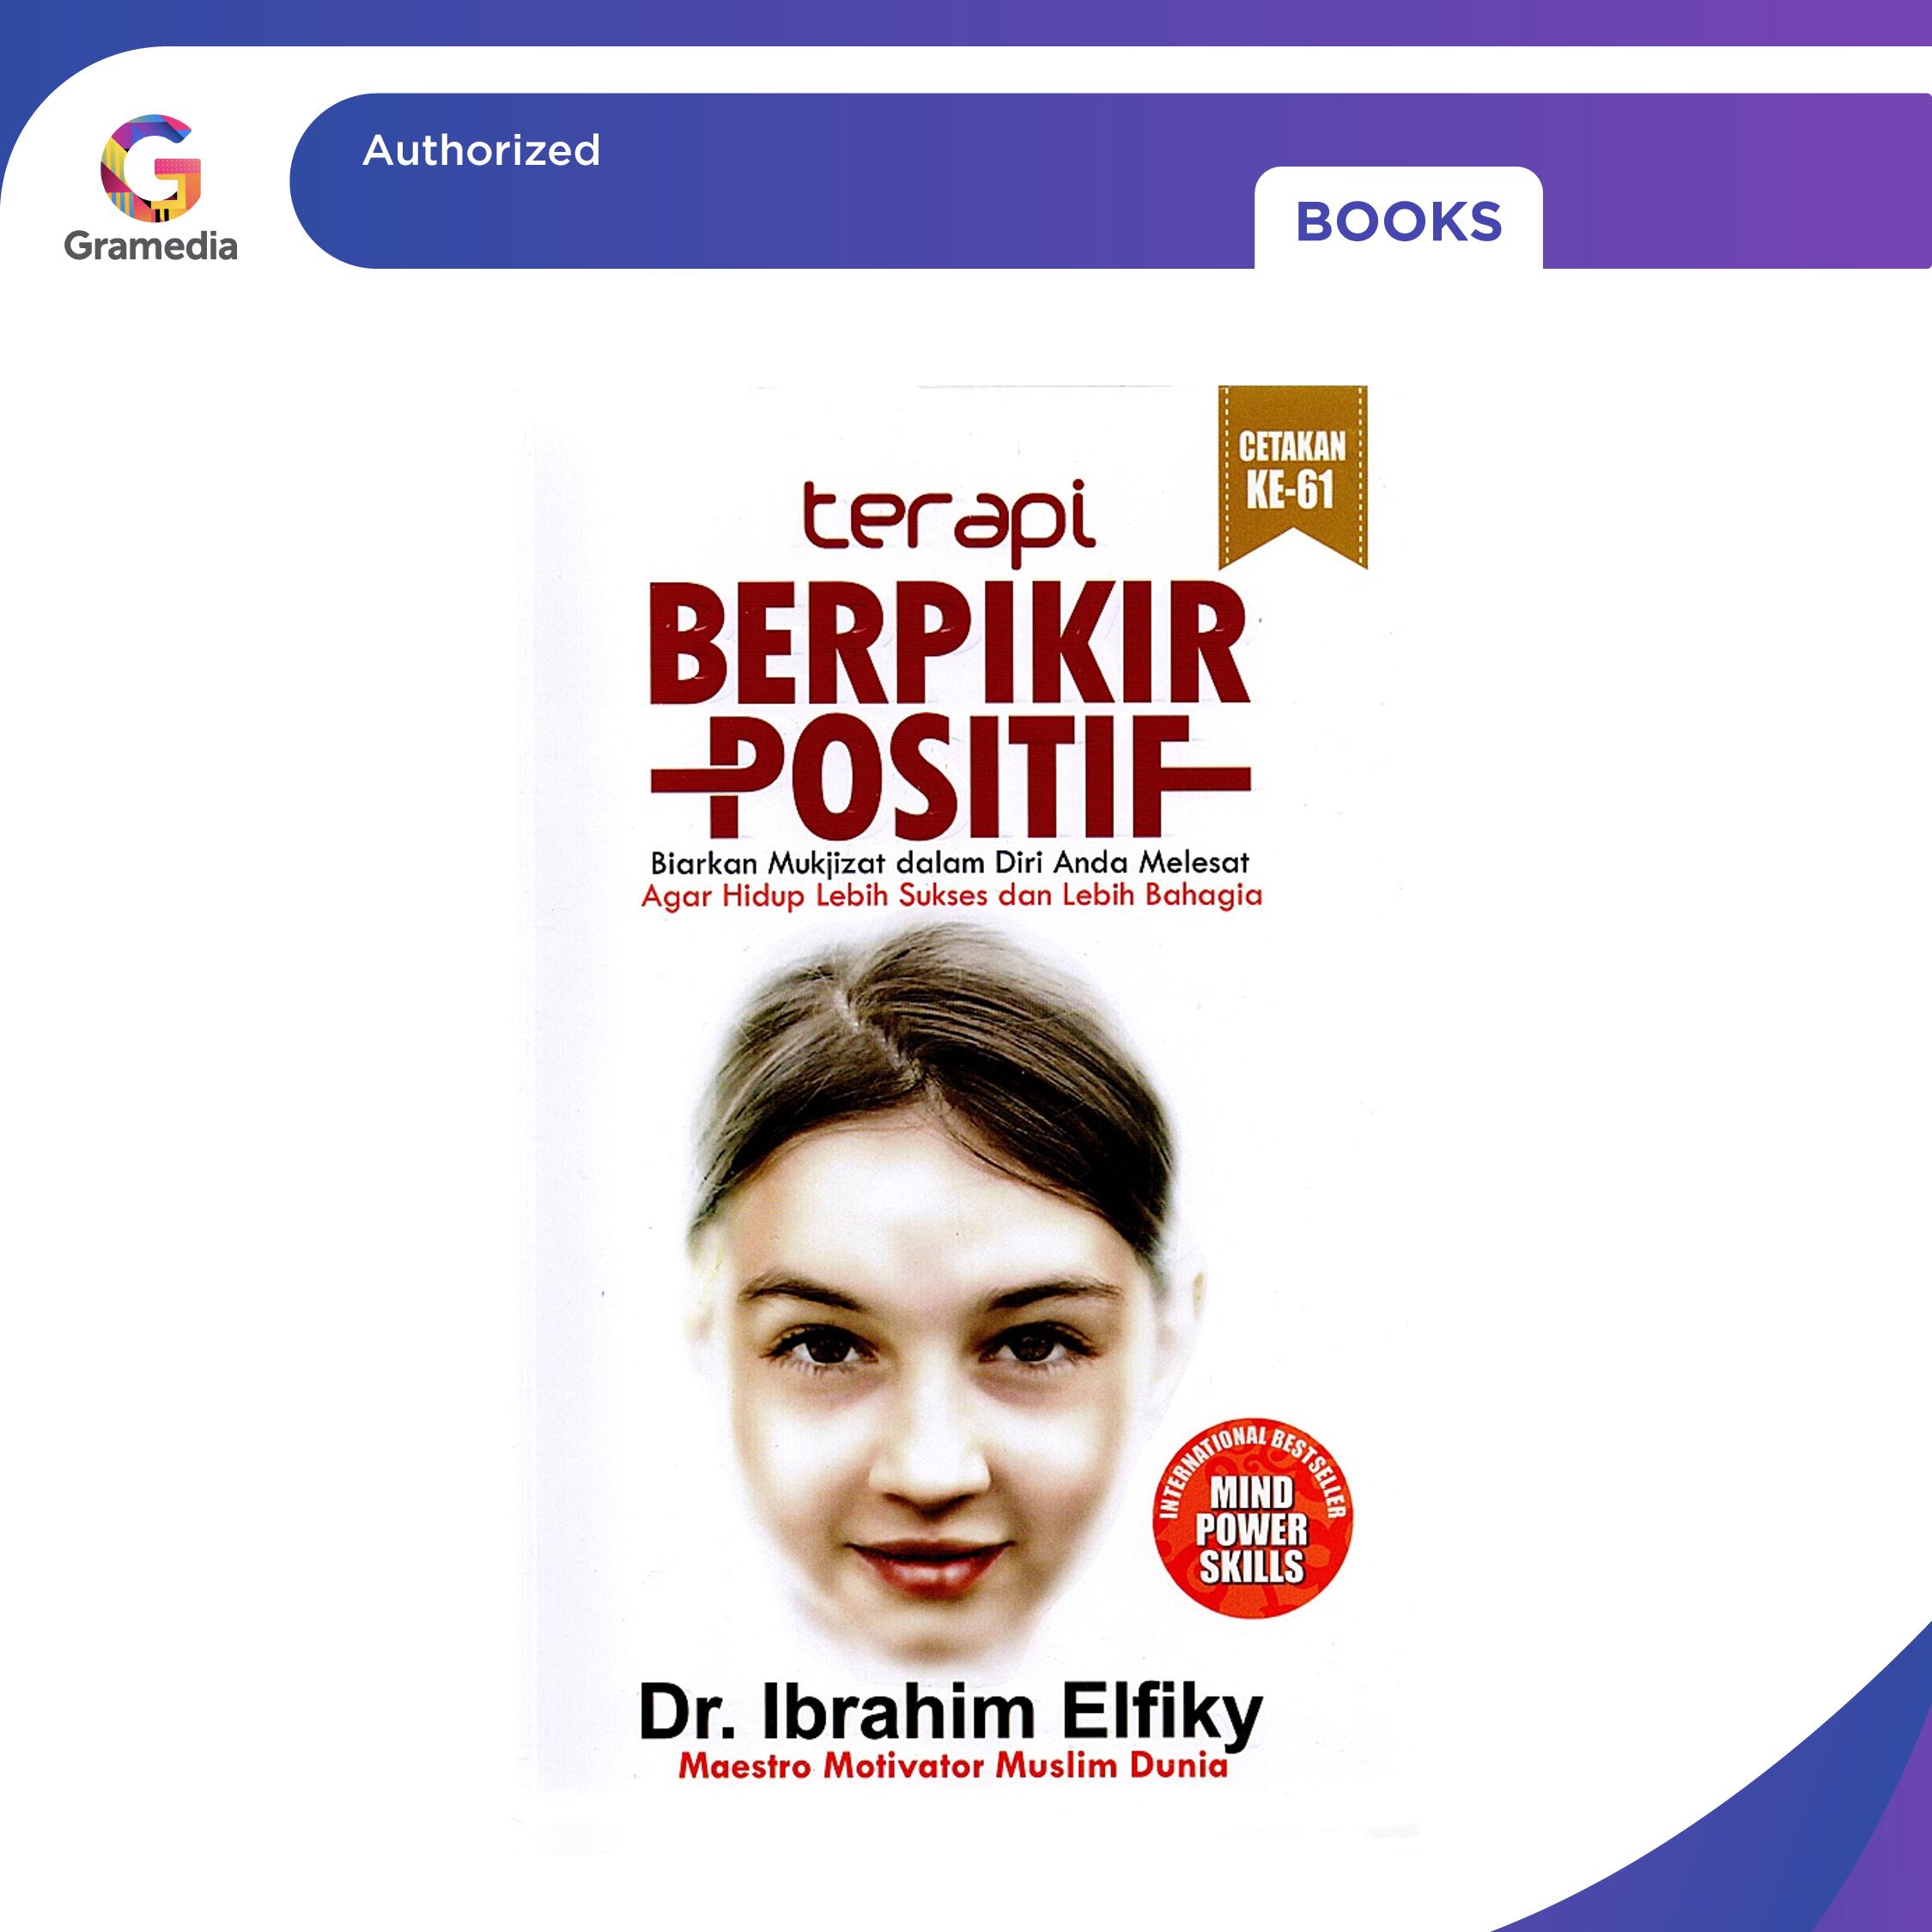 Gramedia
Authorized
BOOKS
CETAKAN
KE-61
terapi
BERPIKIR
POSITIF
Biarkan Mukjizat dalam Diri Anda Melesat
Agar Hidup Lebih Sukses dan Lebih Bahagia
INTERNATIONAL BESTSELLER
MIND
POWER
SKILLS
Dr. Ibrahim Elfiky
Maestro Motivator Muslim Dunia